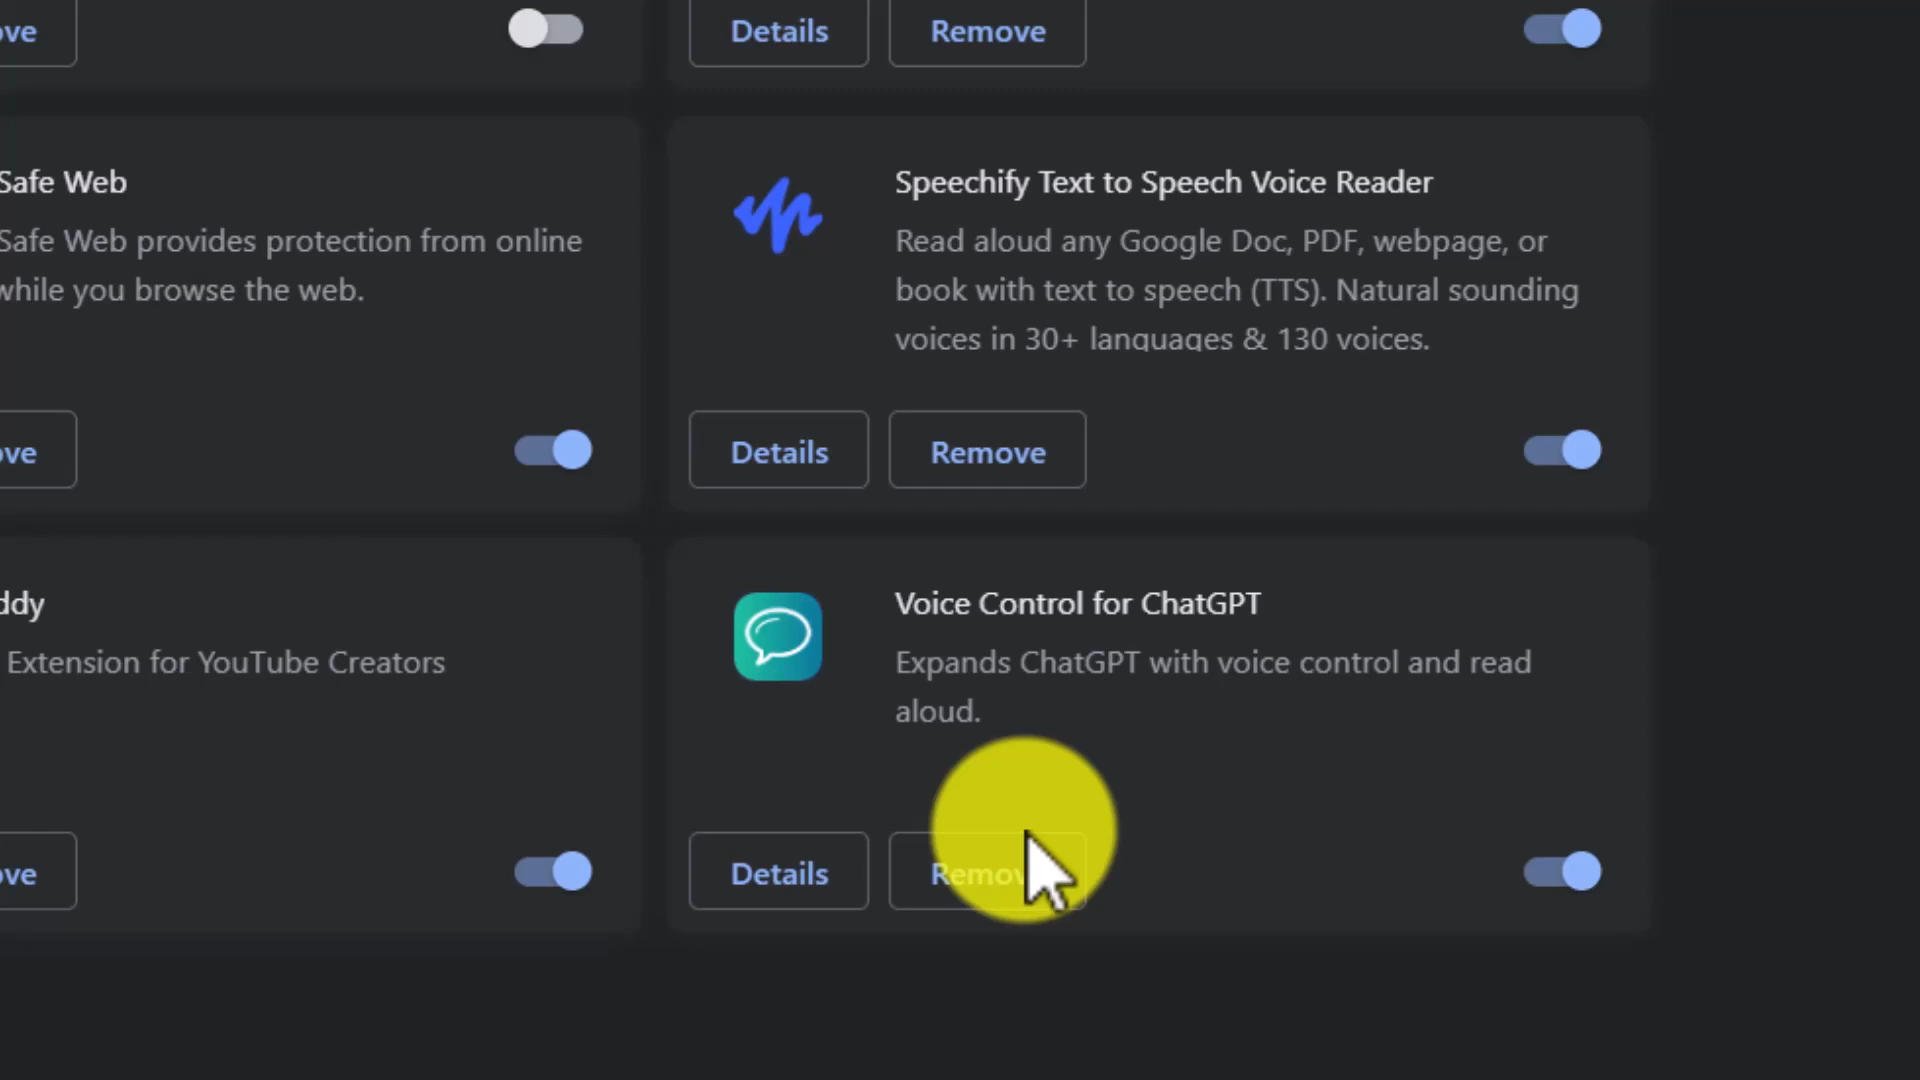 ve
Details
Remove
Safe Web
Safe Web provides protection from online
while you browse the web.
ve
Speechify Text to Speech Voice Reader
Read aloud any Google Doc, PDF, webpage, or
book with text to speech (TTS). Natural sounding
voices in 30+ languages & 130 voices.
Details
Remove
ddy
Extension for YouTube Creators
ve
Voice Control for ChatGPT
Expands ChatGPT with voice control and read
aloud.
Details
Remov